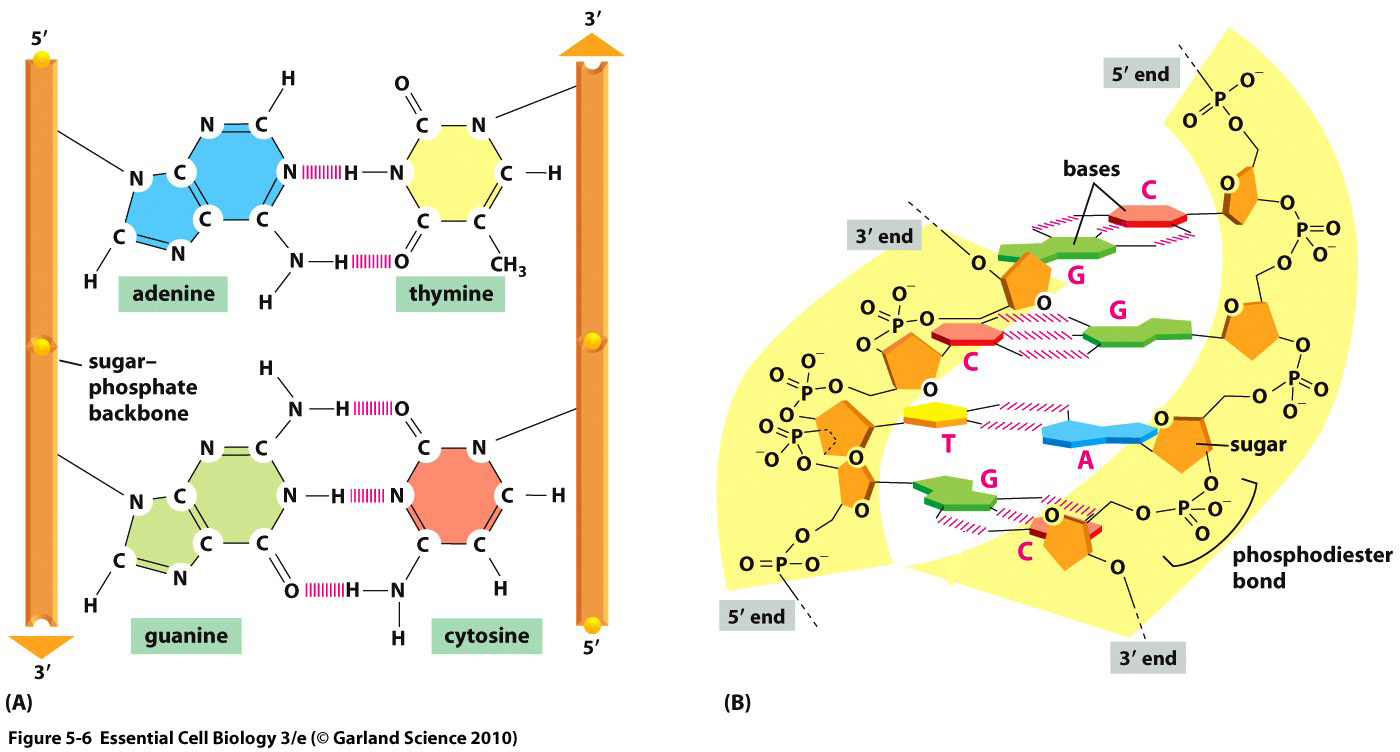 5′
3′
H
O
N
C
C
N
N
C
N
H
N
C
H
C
C
C
C
C
N
N
H
O
CH3
H
H
adenine
thymine
sugar–
phosphate
backbone
H
N
H
O
N
C
C
N
N
C
N
H
N
C
H
C
C
C
C
C
N
O
H
N
H
H
H
guanine
cytosine
3′
5′
(A)
5′ end
O⁻
P
O
O
bases
C
O
O
3′ end
P
O
O⁻
O
G
O
O
O⁻
O
P
O
G
O
C
O
O
O⁻
O
P
O
O
P
O
O⁻
O
P
⁻O
O
O
T
A
O
sugar
G
O
O
O
P
O⁻
O
O
C
O
phosphodiester
bond
O
P
O⁻
O
5′ end
3′ end
(B)
Figure 5-6 Essential Cell Biology 3/e (© Garland Science 2010)